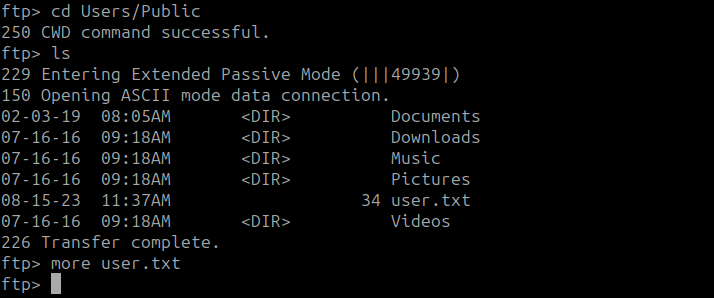 ftp> cd Users/Public
250 CWD command successful.
ftp> ls
229 Entering Extended Passive Mode (|||49939|)
150 Opening ASCII mode data connection.
02-03-19  08:05AM       <DIR>          Documents
07-16-16  09:18AM       <DIR>          Downloads
07-16-16  09:18AM       <DIR>          Music
07-16-16  09:18AM       <DIR>          Pictures
08-15-23  11:37AM                   34 user.txt
07-16-16  09:18AM       <DIR>          Videos
226 Transfer complete.
ftp> more user.txt
ftp>